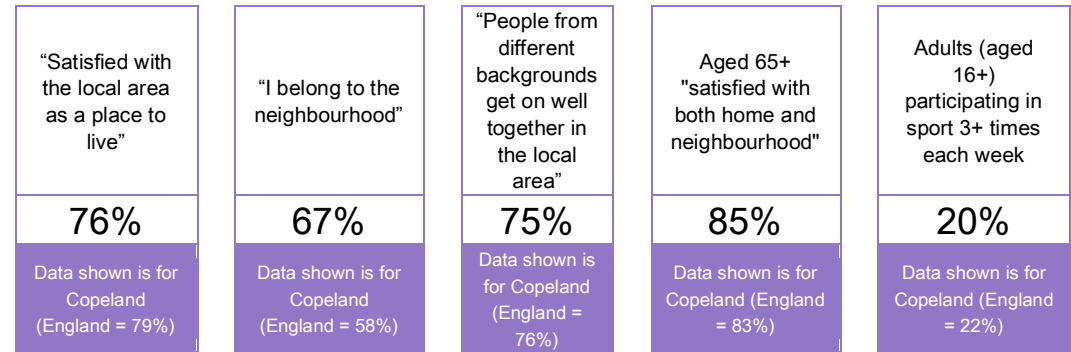 “Satisfied with
the local area
as a place to
live”
76%
Data shown is for
Copeland
(England = 79%)
“I belong to the
neighbourhood”
67%
Data shown is for
Copeland
(England = 58%)
“People from
different
backgrounds
get on well
together in
the local
area”
75%
Data shown is
for Copeland
(England =
76%)
Aged 65+
"satisfied with
both home and
neighbourhood"
85%
Data shown is for
Copeland (England
= 83%)
Adults (aged
16+)
participating in
sport 3+ times
each week
20%
Data shown is for
Copeland (England
= 22%)